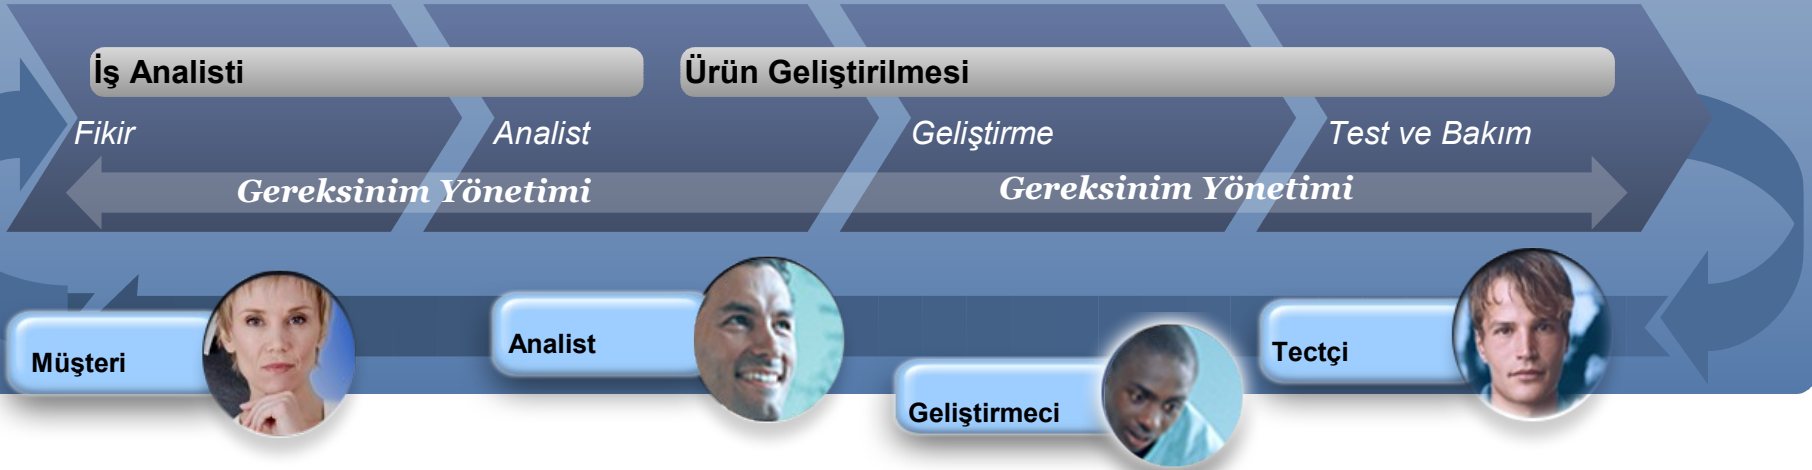 İş Analisti
Ürün Geliştirilmesi
Fikir
Analist
Geliştirme
Test ve Bakım
Gereksinim Yönetimi
Gereksinim Yönetimi
Müşteri
Analist
Geliştirmeci
Tectçi